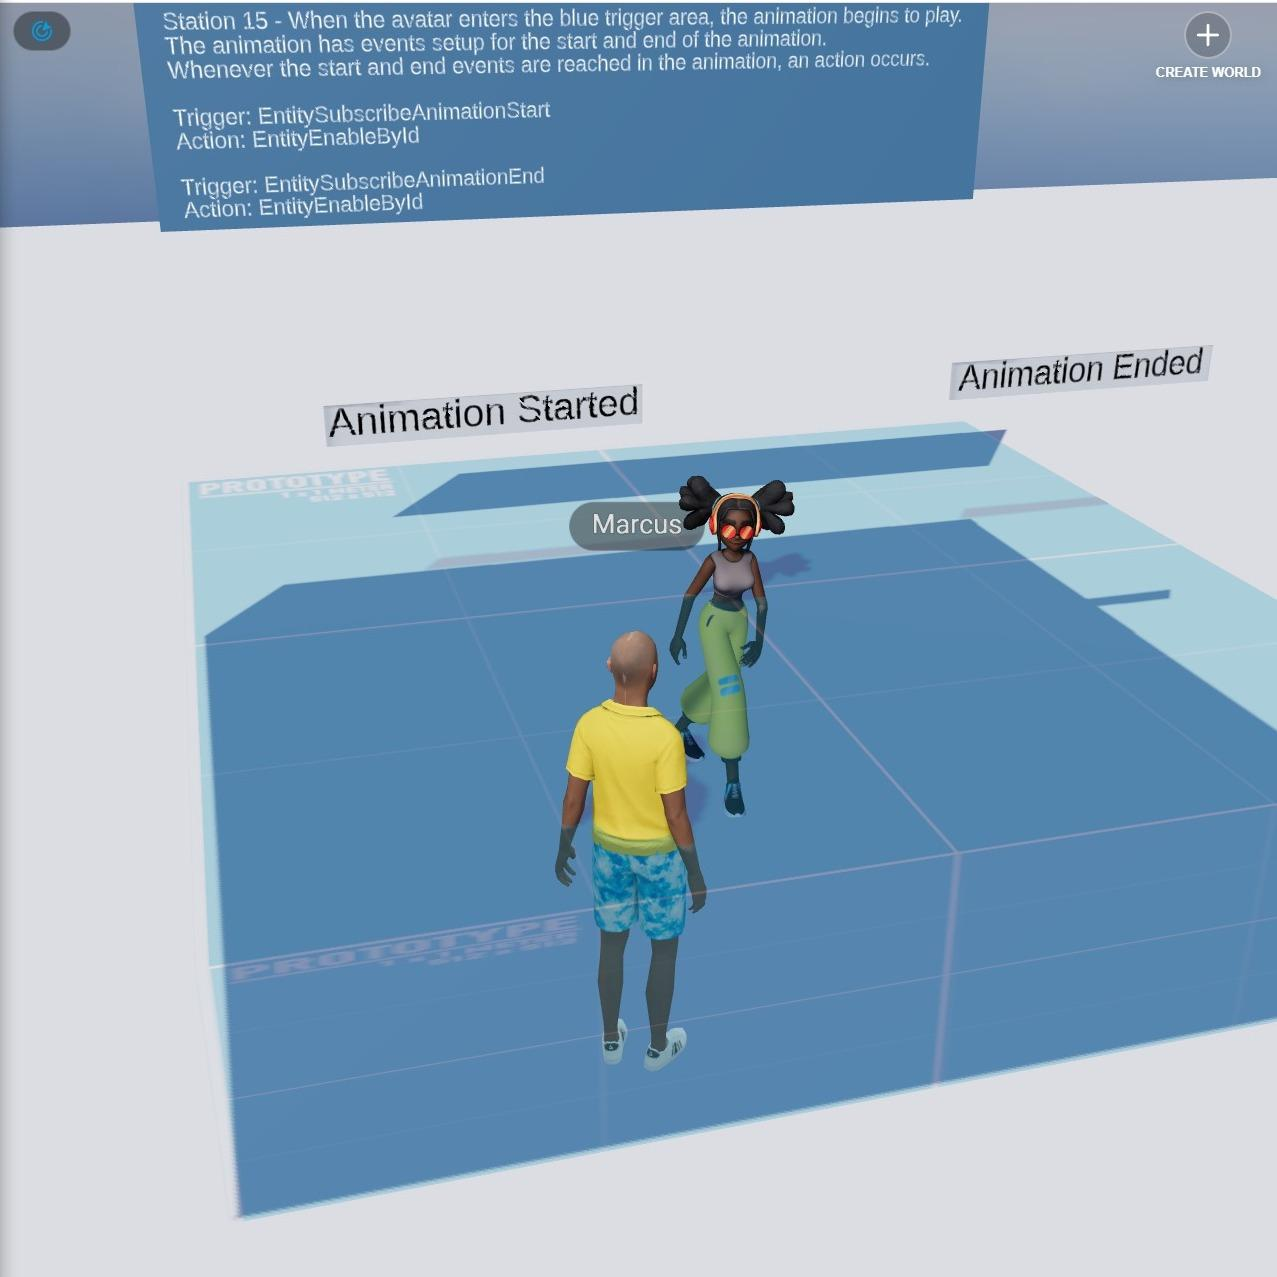 Station 15 - When the avatar enters the blue trigger area, the animation begins to play.
The animation has events setup for the start and end of the animation.
Whenever the start and end events are reached in the animation, an action occurs.
Trigger: EntitySubscribeAnimationStart
Action: EntityEnableById
Trigger: EntitySubscribeAnimationEnd
Action: EntityEnableById
CREATE WORLD
Animation Started
Animation Ended
PROTOTYPE
Marcus
PROTOTYPE